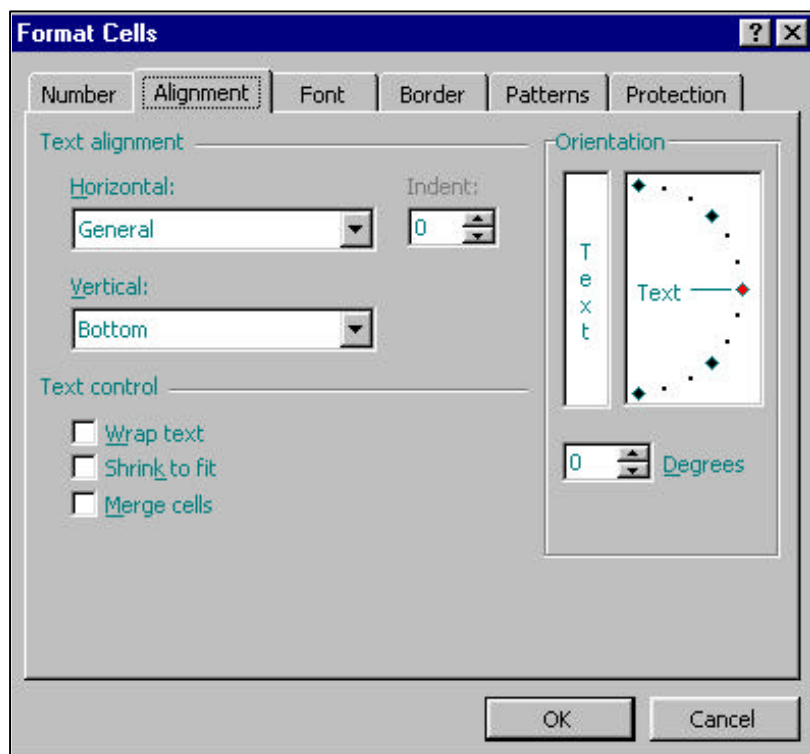 Format Cells
Number Alignment Font Border Patterns Protection
Text alignment
Horizontal:
Indent:
General
0
Vertical:
Bottom
Text control
Wrap text
Shrink to fit
Merge cells
Orientation
Text
Text
0 Degrees
OK Cancel